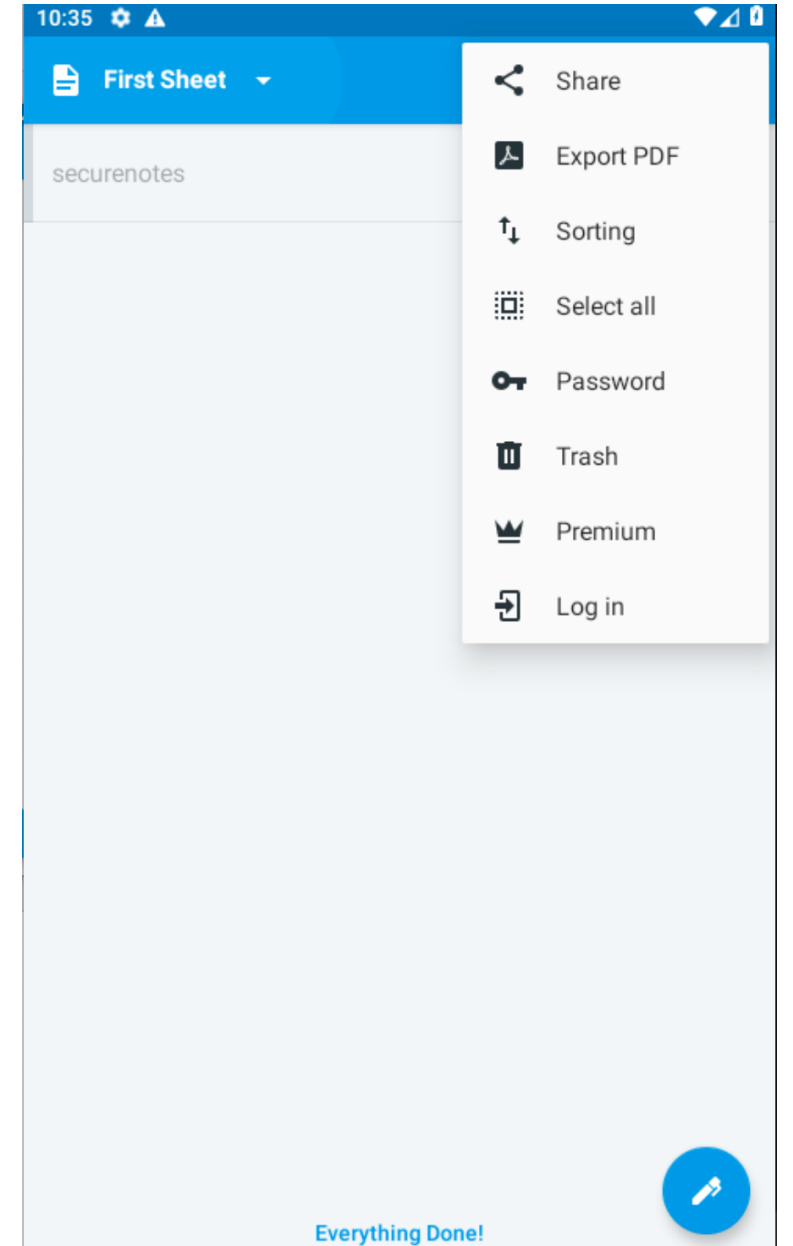 10:35
First Sheet
securenotes
Share
Export PDF
Sorting
Select all
Password
Trash
Premium
Log in
Everything Done!